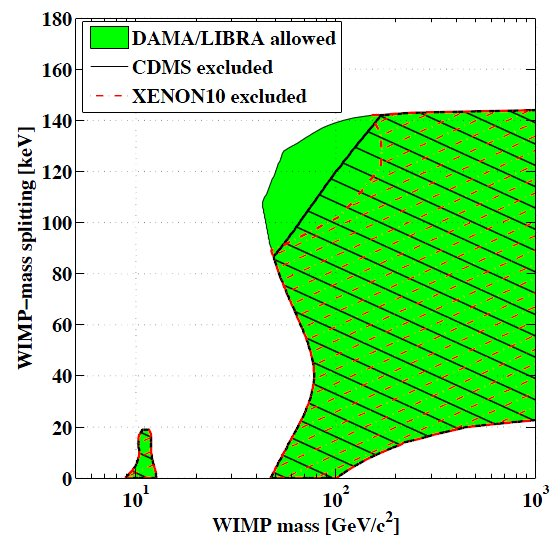 DAMA/LIBRA allowed
CDMS excluded
XENON10 excluded
WIMP−mass splitting [keV]
180
160
140
120
100
80
60
40
20
0
10^1
10^2
10^3
WIMP mass [GeV/c^2]